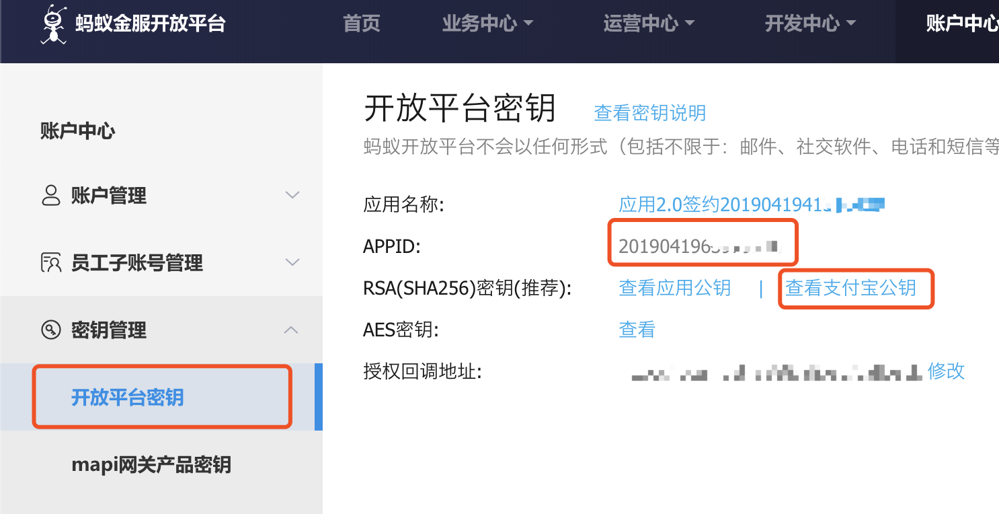 蚂蚁金服开放平台 首页 业务中心 运营中心 开发中心 账户中心
账户中心
账户管理
员工子账号管理
密钥管理
开放平台密钥
mapi网关产品密钥
开放平台密钥 查看密钥说明
蚂蚁开放平台不会以任何形式（包括不限于：邮件、社交软件、电话和短信等
应用名称: 应用2.0签约2019041941
APPID: 201904196
RSA(SHA256)密钥(推荐): 查看应用公钥 | 查看支付宝公钥
AES密钥: 查看
授权回调地址: 修改